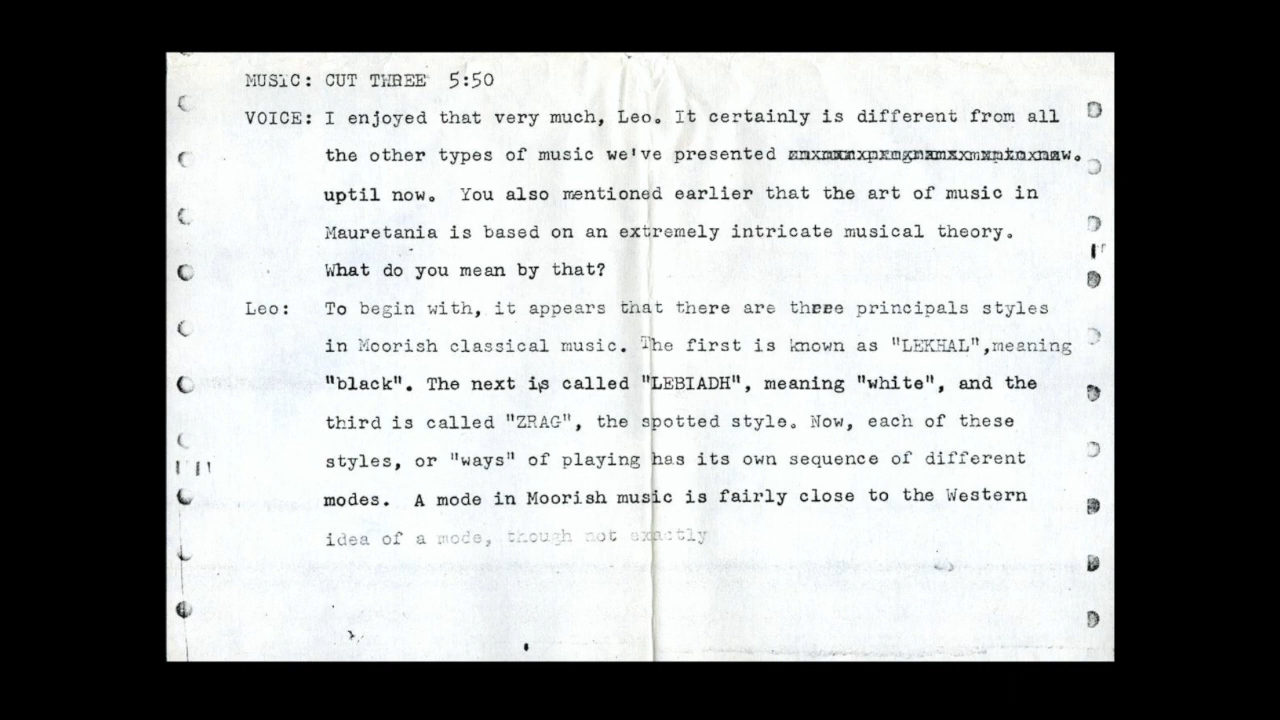 MUSIC: CUT THREE 5:50
VOICE: I enjoyed that very much, Leo. It certainly is different from all
the other types of music we've presented
uptil now. You also mentioned earlier that the art of music in
Mauretania is based on an extremely intricate musical theory.
What do you mean by that?
Leo: To begin with, it appears that there are three principals styles
in Moorish classical music. The first is known as "LEKHAL",meaning
"black". The next is called "LEBIADH", meaning "white", and the
third is called "ZRAG", the spotted style. Now, each of these
styles, or "ways" of playing has its own sequence of different
modes. A mode in Moorish music is fairly close to the Western
idea of a mode, though not exactly